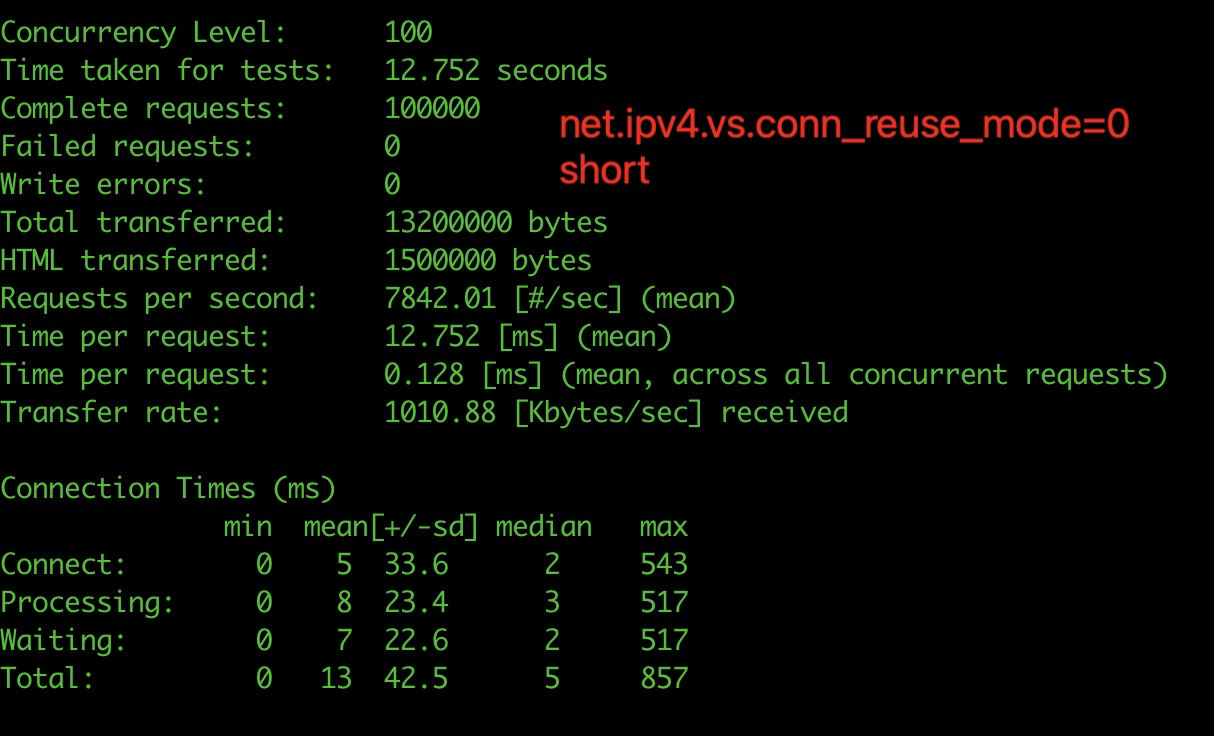 Concurrency Level: 100
Time taken for tests: 12.752 seconds
Complete requests: 100000
net.ipv4.vs.conn_reuse_mode=0
short
Failed requests: 0
Write errors: 0
Total transferred: 13200000 bytes
HTML transferred: 1500000 bytes
Requests per second: 7842.01 [#/sec] (mean)
Time per request: 12.752 [ms] (mean)
Time per request: 0.128 [ms] (mean, across all concurrent requests)
Transfer rate: 1010.88 [Kbytes/sec] received
Connection Times (ms)
min mean[+/-sd] median max
Connect: 0 5 33.6 2 543
Processing: 0 8 23.4 3 517
Waiting: 0 7 22.6 2 517
Total: 0 13 42.5 5 857